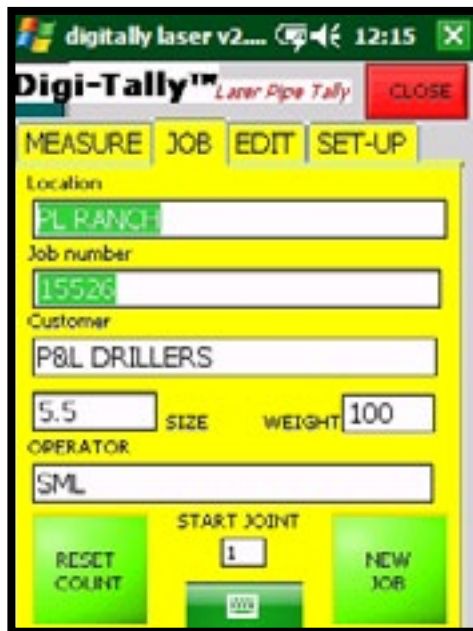 digitally laser v2.... 12:15
Digi-Tally™ Laser Pipe Tally CLOSE
MEASURE JOB EDIT SET-UP
Location
PL RANCH
Job number
15526
Customer
P&L DRILLERS
5.5 SIZE WEIGHT 100
OPERATOR
SML
START JOINT
1
RESET COUNT
NEW JOB